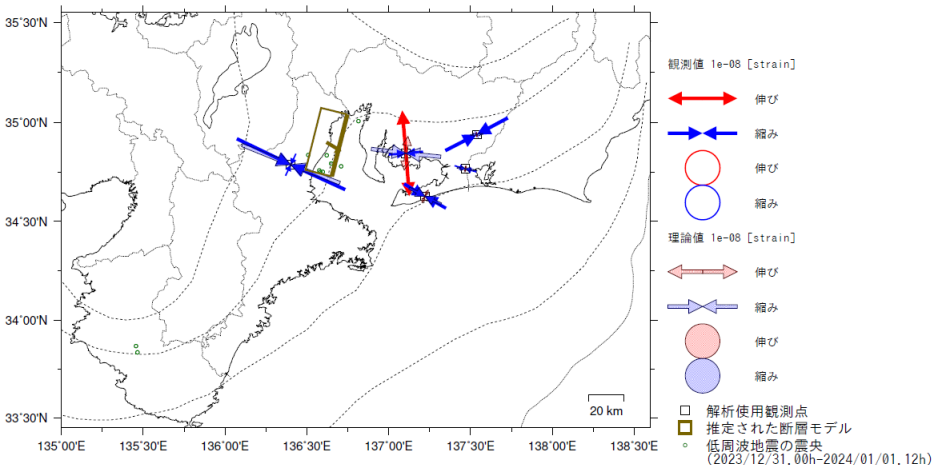 35°30'N
35°00'N
34°30'N
34°00'N
33°30'N
135°00'E 135°30'E 136°00'E 136°30'E 137°00'E 137°30'E 138°00'E 138°30'E
20 km
観測値 1e-08 [strain]
伸び
縮み
伸び
縮み
理論値 1e-08 [strain]
伸び
縮み
伸び
縮み
解析使用観測点
推定された断層モデル
低周波地震の震央
(2023/12/31.00h-2024/01/01.12h)